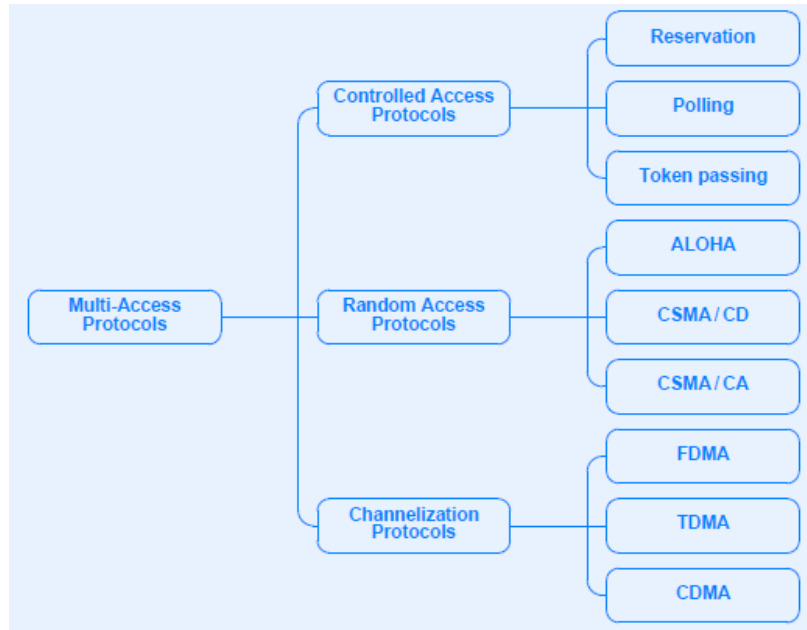 Reservation
Controlled Access
Protocols
Polling
Token passing
ALOHA
Multi-Access
Protocols
Random Access
Protocols
CSMA / CD
CSMA / CA
FDMA
Channelization
Protocols
TDMA
CDMA